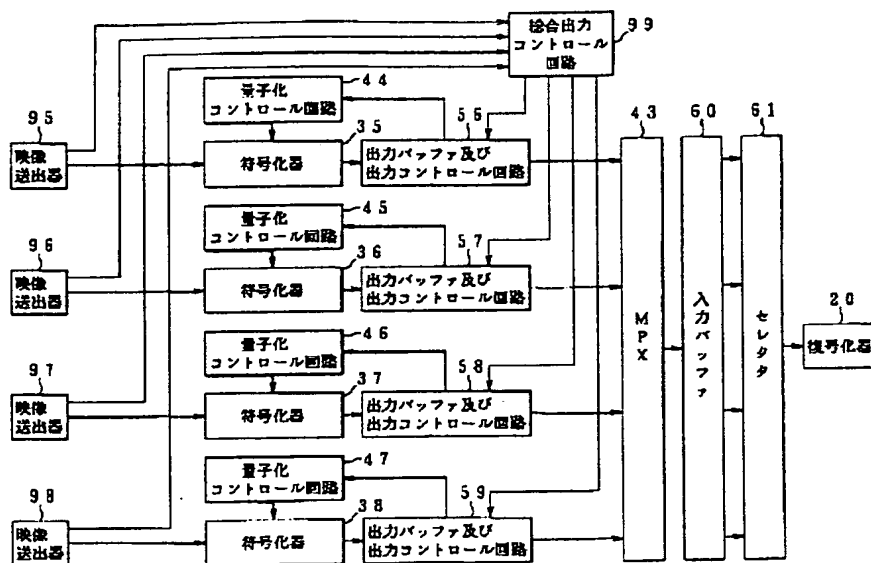 総合出力
コントロール
回路
99
量子化
コントロール回路
44
56
43
60
61
95
映像
送出器
35
符号化器
出力バッファ及び
出力コントロール回路
量子化
コントロール回路
45
57
96
映像
送出器
36
符号化器
出力バッファ及び
出力コントロール回路
MPX
入力バッファ
セレクタ
20
復号化器
量子化
コントロール回路
46
58
97
映像
送出器
37
符号化器
出力バッファ及び
出力コントロール回路
量子化
コントロール回路
47
59
98
映像
送出器
38
符号化器
出力バッファ及び
出力コントロール回路